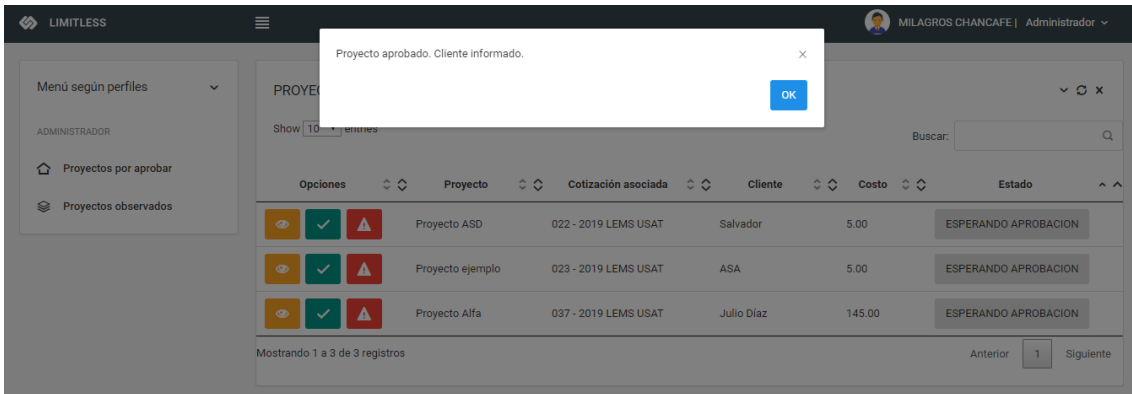 LIMITLESS
MILAGROS CHANCAFE | Administrador
Proyecto aprobado. Cliente informado.
×
OK
Menú según perfiles
ADMINISTRADOR
Proyectos por aprobar
Proyectos observados
PROYE
Show 10 entries
Buscar:
Opciones Proyecto Cotización asociada Cliente Costo Estado
Proyecto ASD 022 - 2019 LEMS USAT Salvador 5.00 ESPERANDO APROBACION
Proyecto ejemplo 023 - 2019 LEMS USAT ASA 5.00 ESPERANDO APROBACION
Proyecto Alfa 037 - 2019 LEMS USAT Julio Díaz 145.00 ESPERANDO APROBACION
Mostrando 1 a 3 de 3 registros
Anterior 1 Siguiente